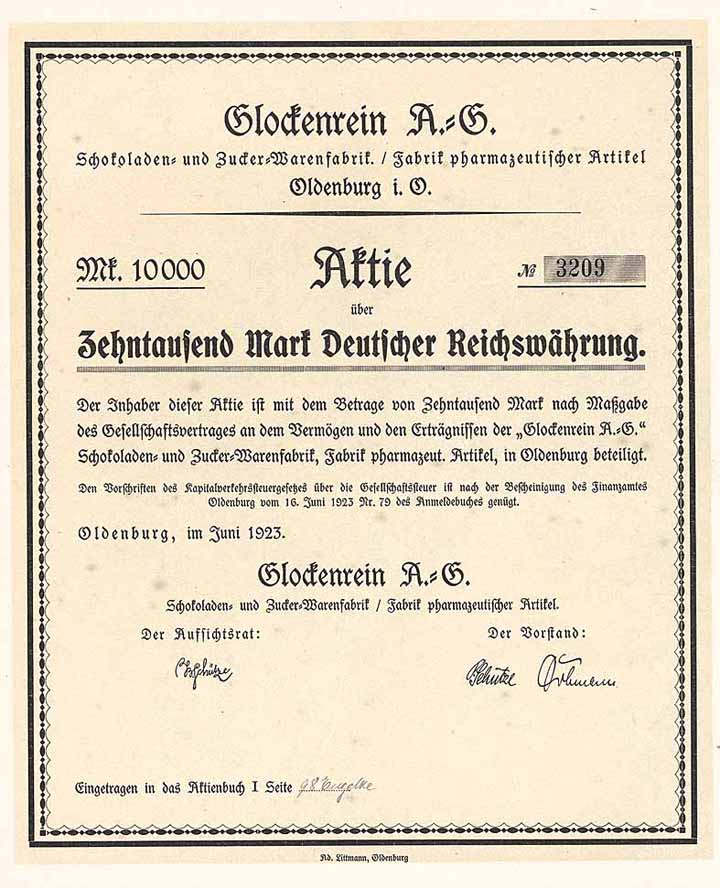 Glockenrein A.-G.
Schokoladen- und Zucker-Warenfabrik. / Fabrik pharmazeutischer Artikel
Oldenburg i. O.
Mk. 10000 Aktie № 3209
über
Zehntausend Mark Deutscher Reichswährung.
Der Inhaber dieser Aktie ist mit dem Betrage von Zehntausend Mark nach Maßgabe
des Gesellschaftsvertrages an dem Vermögen und den Erträgnissen der „Glockenrein A.-G.“
Schokoladen- und Zucker-Warenfabrik, Fabrik pharmazeut. Artikel, in Oldenburg beteiligt.
Den Vorschriften des Kapitalverkehrsteuergesetzes über die Gesellschaftsteuer ist nach der Bescheinigung des Finanzamtes
Oldenburg vom 16. Juni 1923 Nr. 79 des Anmeldebuches genügt.
Oldenburg, im Juni 1923.
Glockenrein A.-G.
Schokoladen- und Zucker-Warenfabrik / Fabrik pharmazeutischer Artikel.
Der Aufsichtsrat: Der Vorstand:
Schütze
Eingetragen in das Aktienbuch I Seite 98 Engelke
Ad. Littmann, Oldenburg